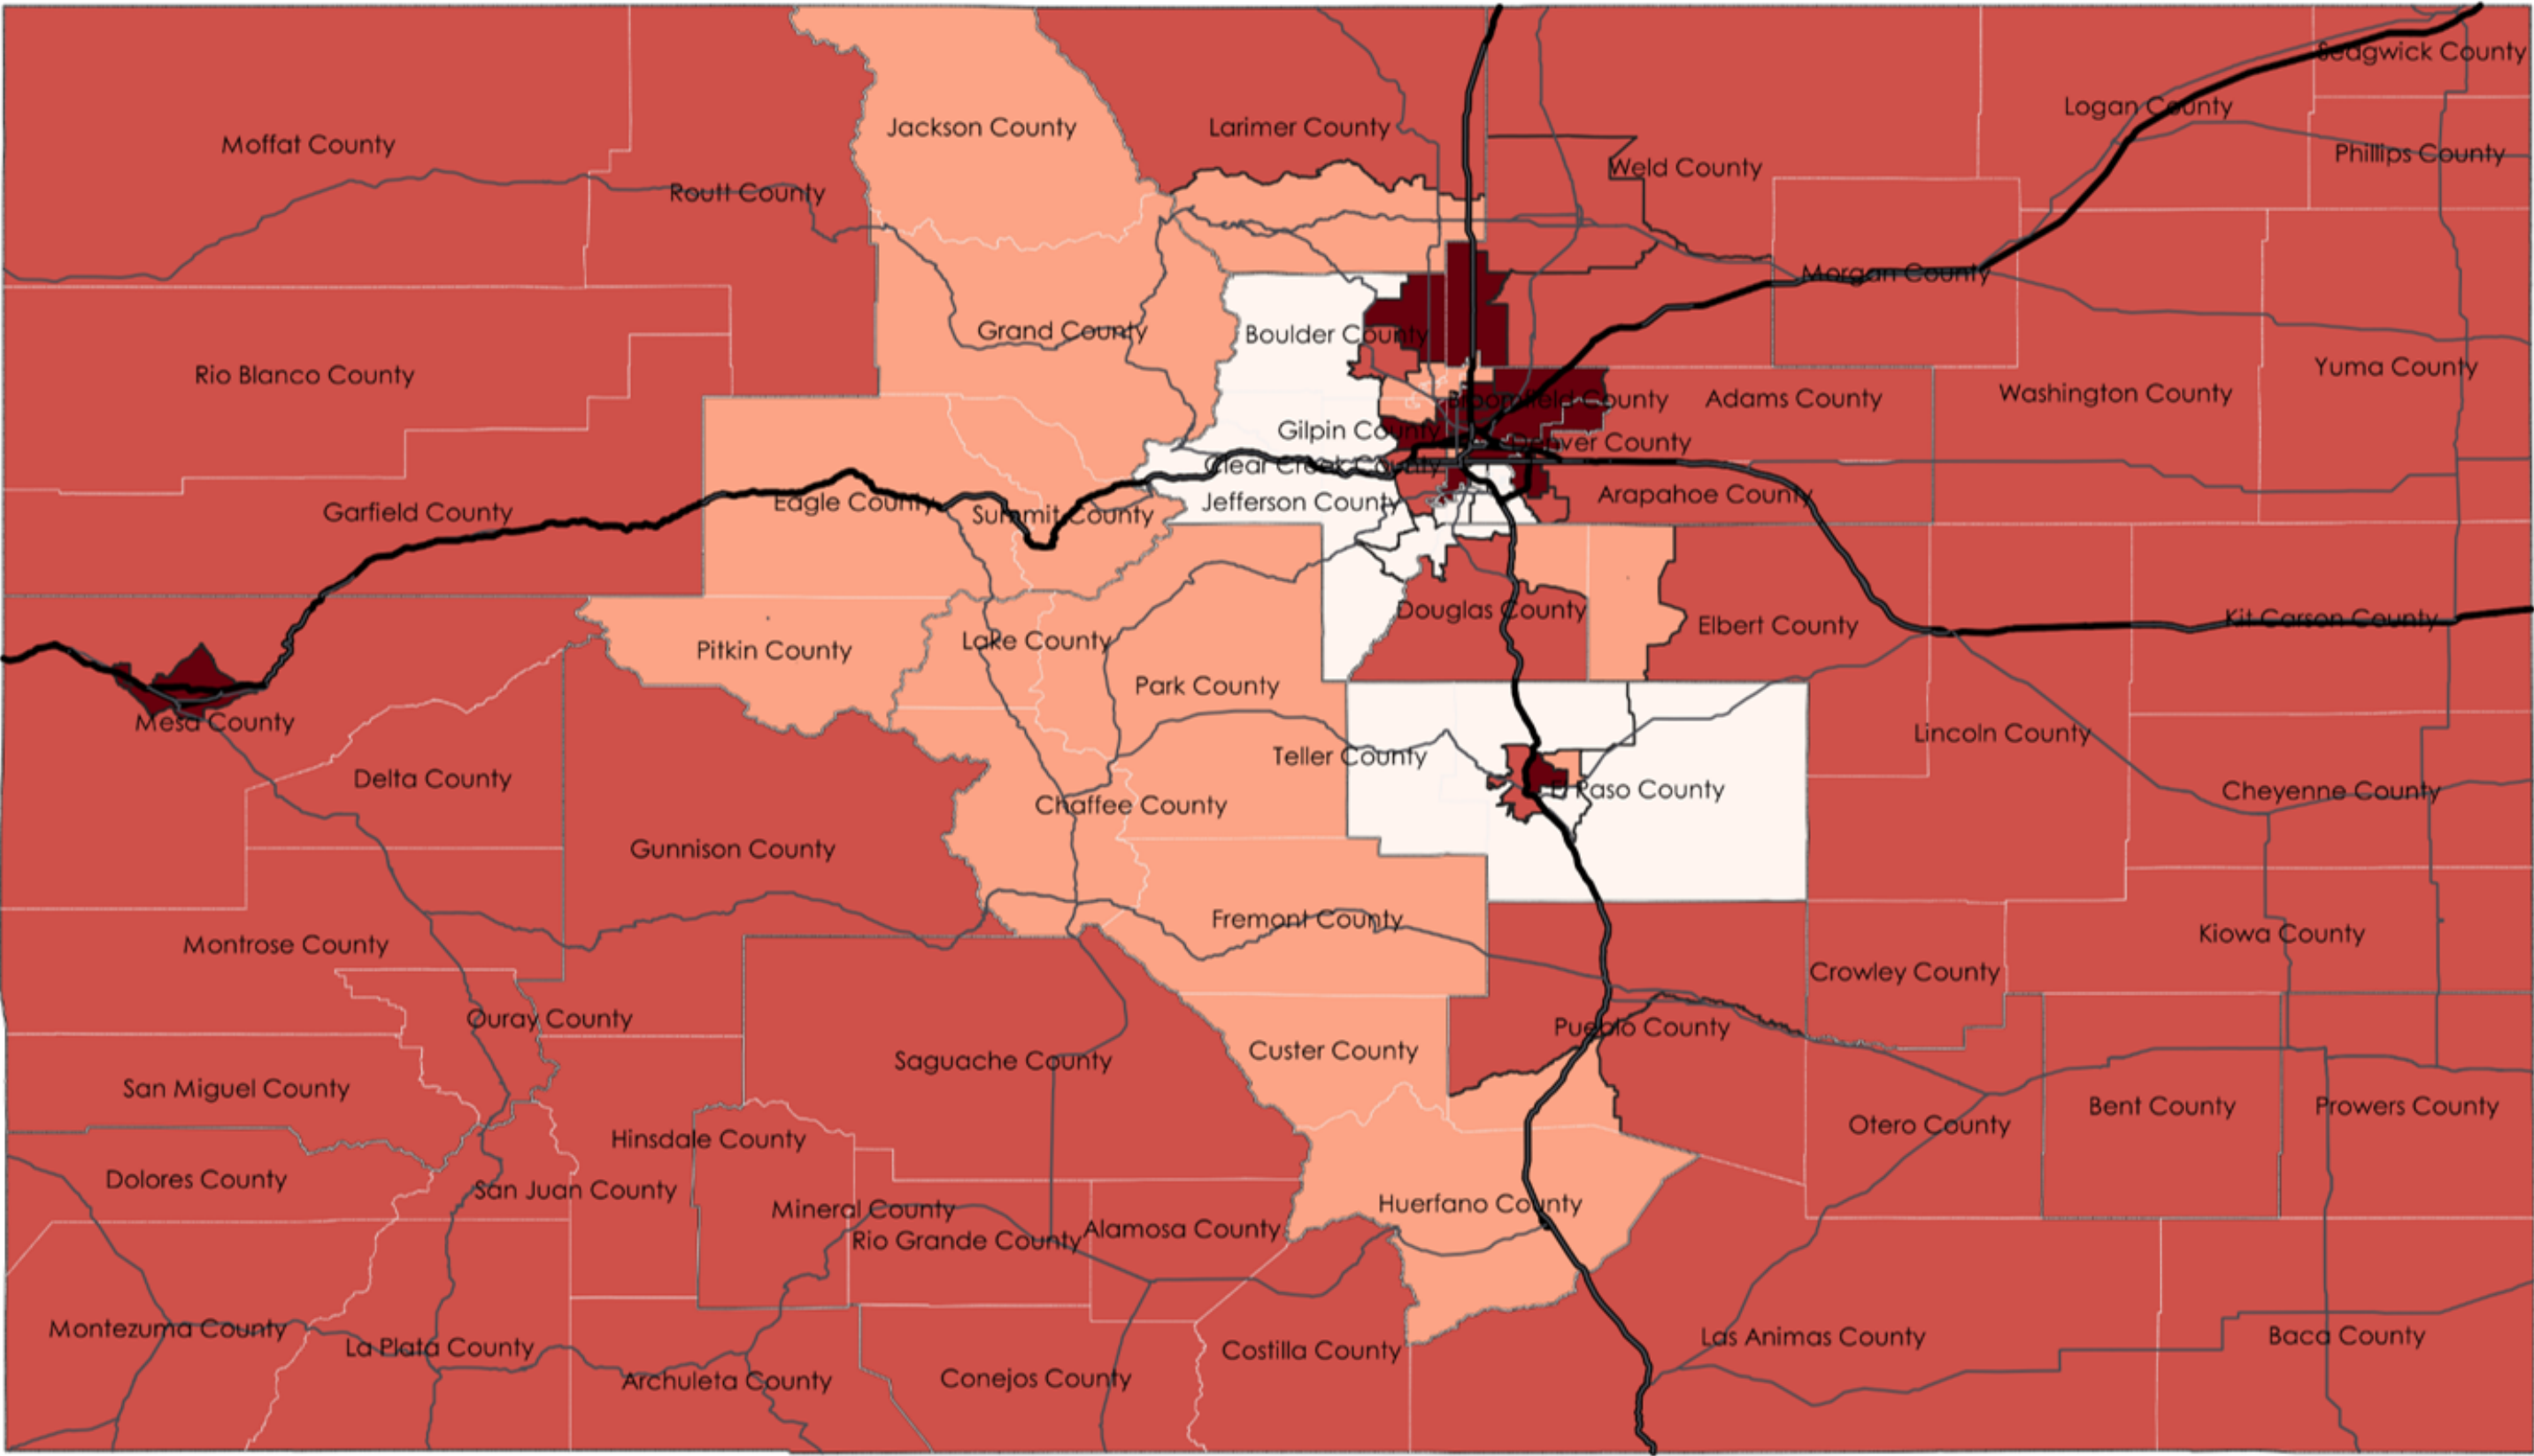 Sedgwick County
Logan County
Jackson County
Larimer County
Moffat County
Phillips County
Weld County
Routt County
Morgan County
Grand County
Boulder County
Yuma County
Rio Blanco County
Washington County
Broomfield County
Adams County
Gilpin County
Denver County
Clear Creek County
Arapahoe County
Eagle County
Jefferson County
Garfield County
Summit County
Douglas County
Kit Carson County
Elbert County
Lake County
Pitkin County
Park County
Mesa County
Lincoln County
Teller County
Delta County
El Paso County
Cheyenne County
Chaffee County
Gunnison County
Fremont County
Kiowa County
Montrose County
Crowley County
Ouray County
Pueblo County
Custer County
Saguache County
San Miguel County
Bent County
Prowers County
Otero County
Hinsdale County
Dolores County
San Juan County
Huerfano County
Mineral County
Alamosa County
Rio Grande County
Montezuma County
Las Animas County
Baca County
La Plata County
Costilla County
Conejos County
Archuleta County